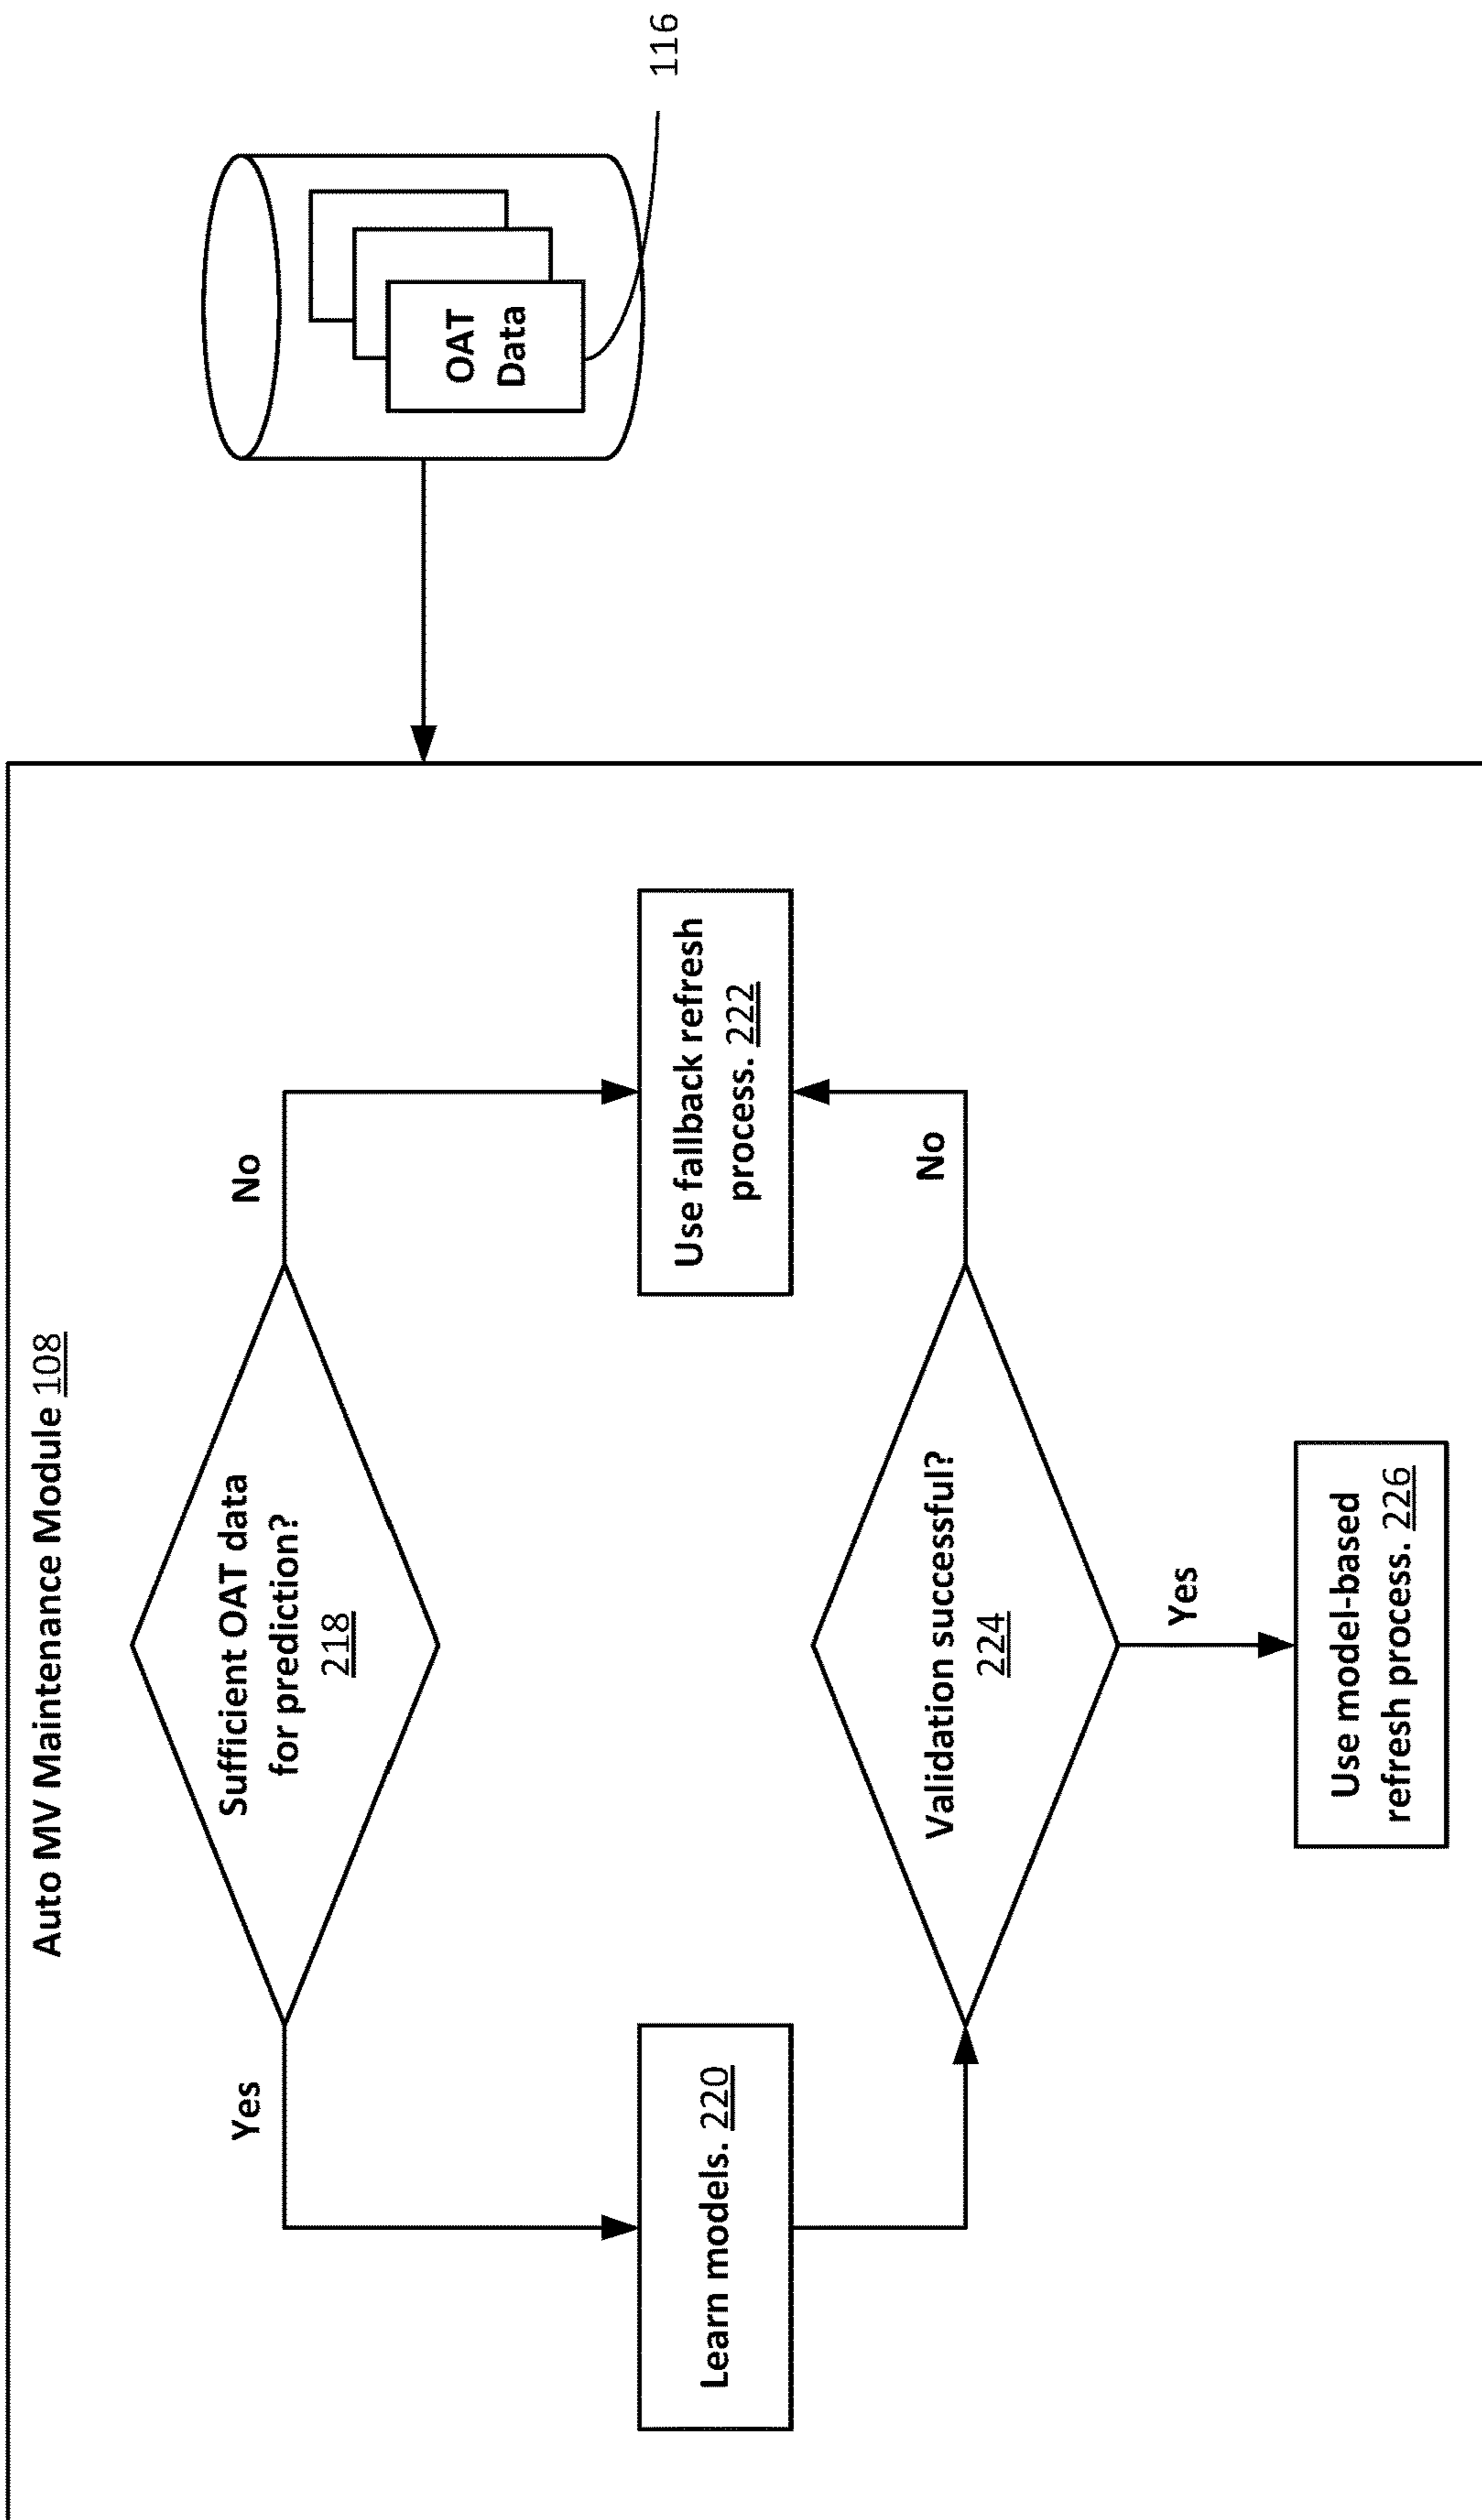 Auto MV Maintenance Module 108
Yes
Sufficient OAT data
for prediction?
218
No
Learn models. 220
Use fallback refresh
process. 222
Validation successful?
224
No
Yes
Use model-based
refresh process. 226
OAT
Data
116